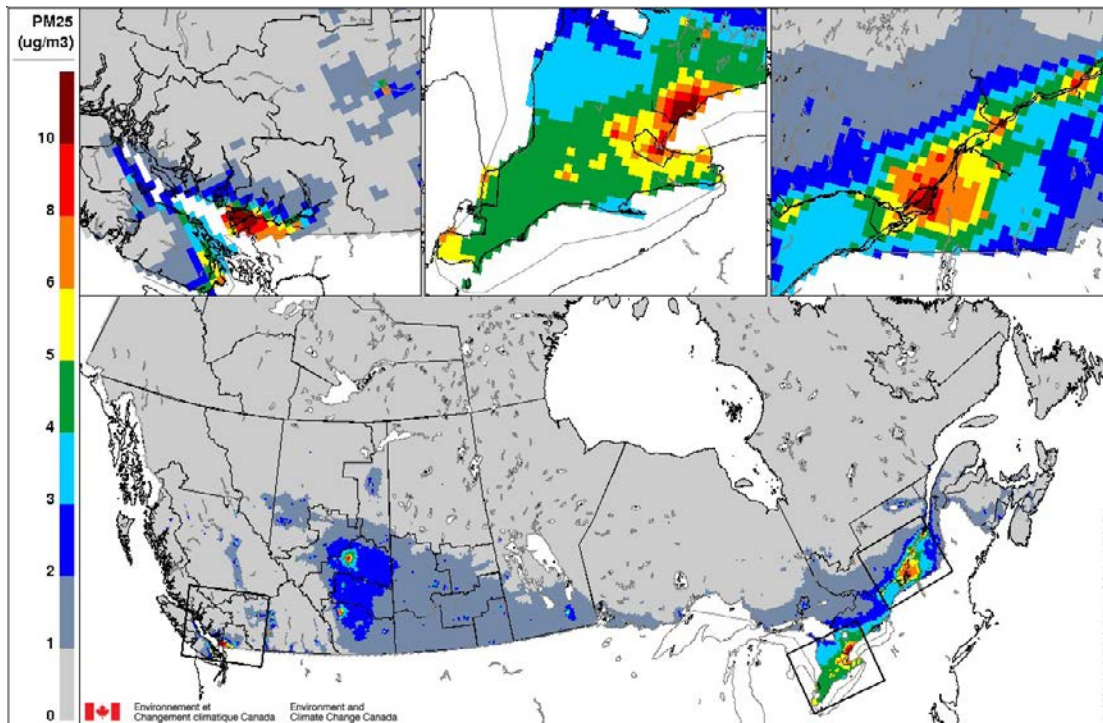 PM25
(ug/m3)
10
8
6
5
4
3
2
1
0
Environnement et
Changement climatique Canada
Environment and
Climate Change Canada